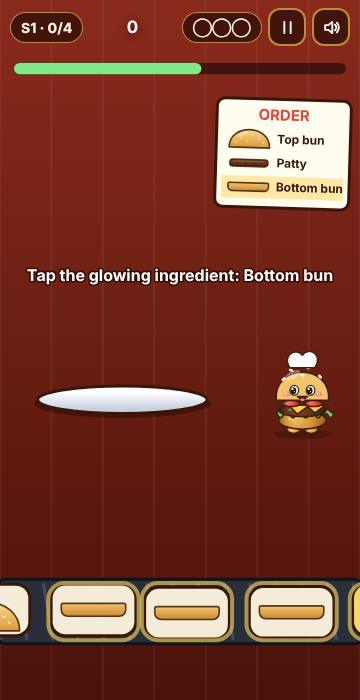 S1 · 0/4
0
ORDER
Top bun
Patty
Bottom bun
Tap the glowing ingredient: Bottom bun